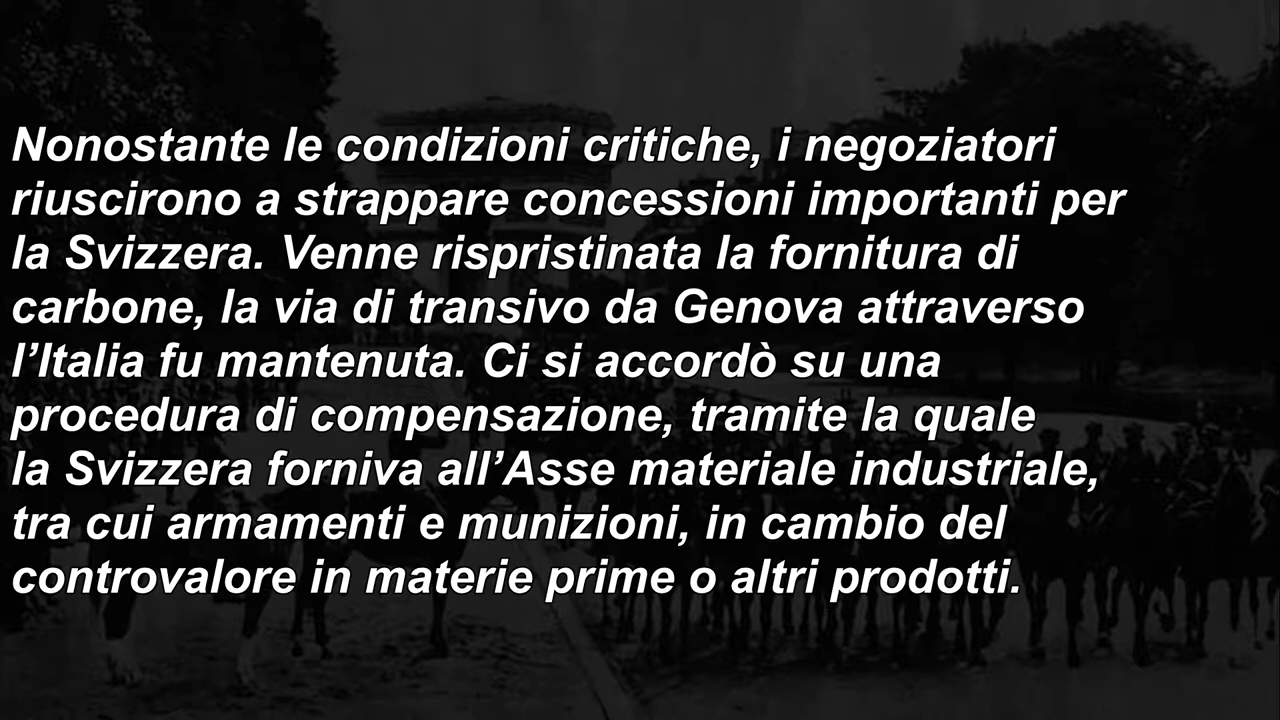 Nonostante le condizioni critiche, i negoziatori
riuscirono a strappare concessioni importanti per
la Svizzera. Venne rispristinata la fornitura di
carbone, la via di transivo da Genova attraverso
l’Italia fu mantenuta. Ci si accordò su una
procedura di compensazione, tramite la quale
la Svizzera forniva all’Asse materiale industriale,
tra cui armamenti e munizioni, in cambio del
controvalore in materie prime o altri prodotti.